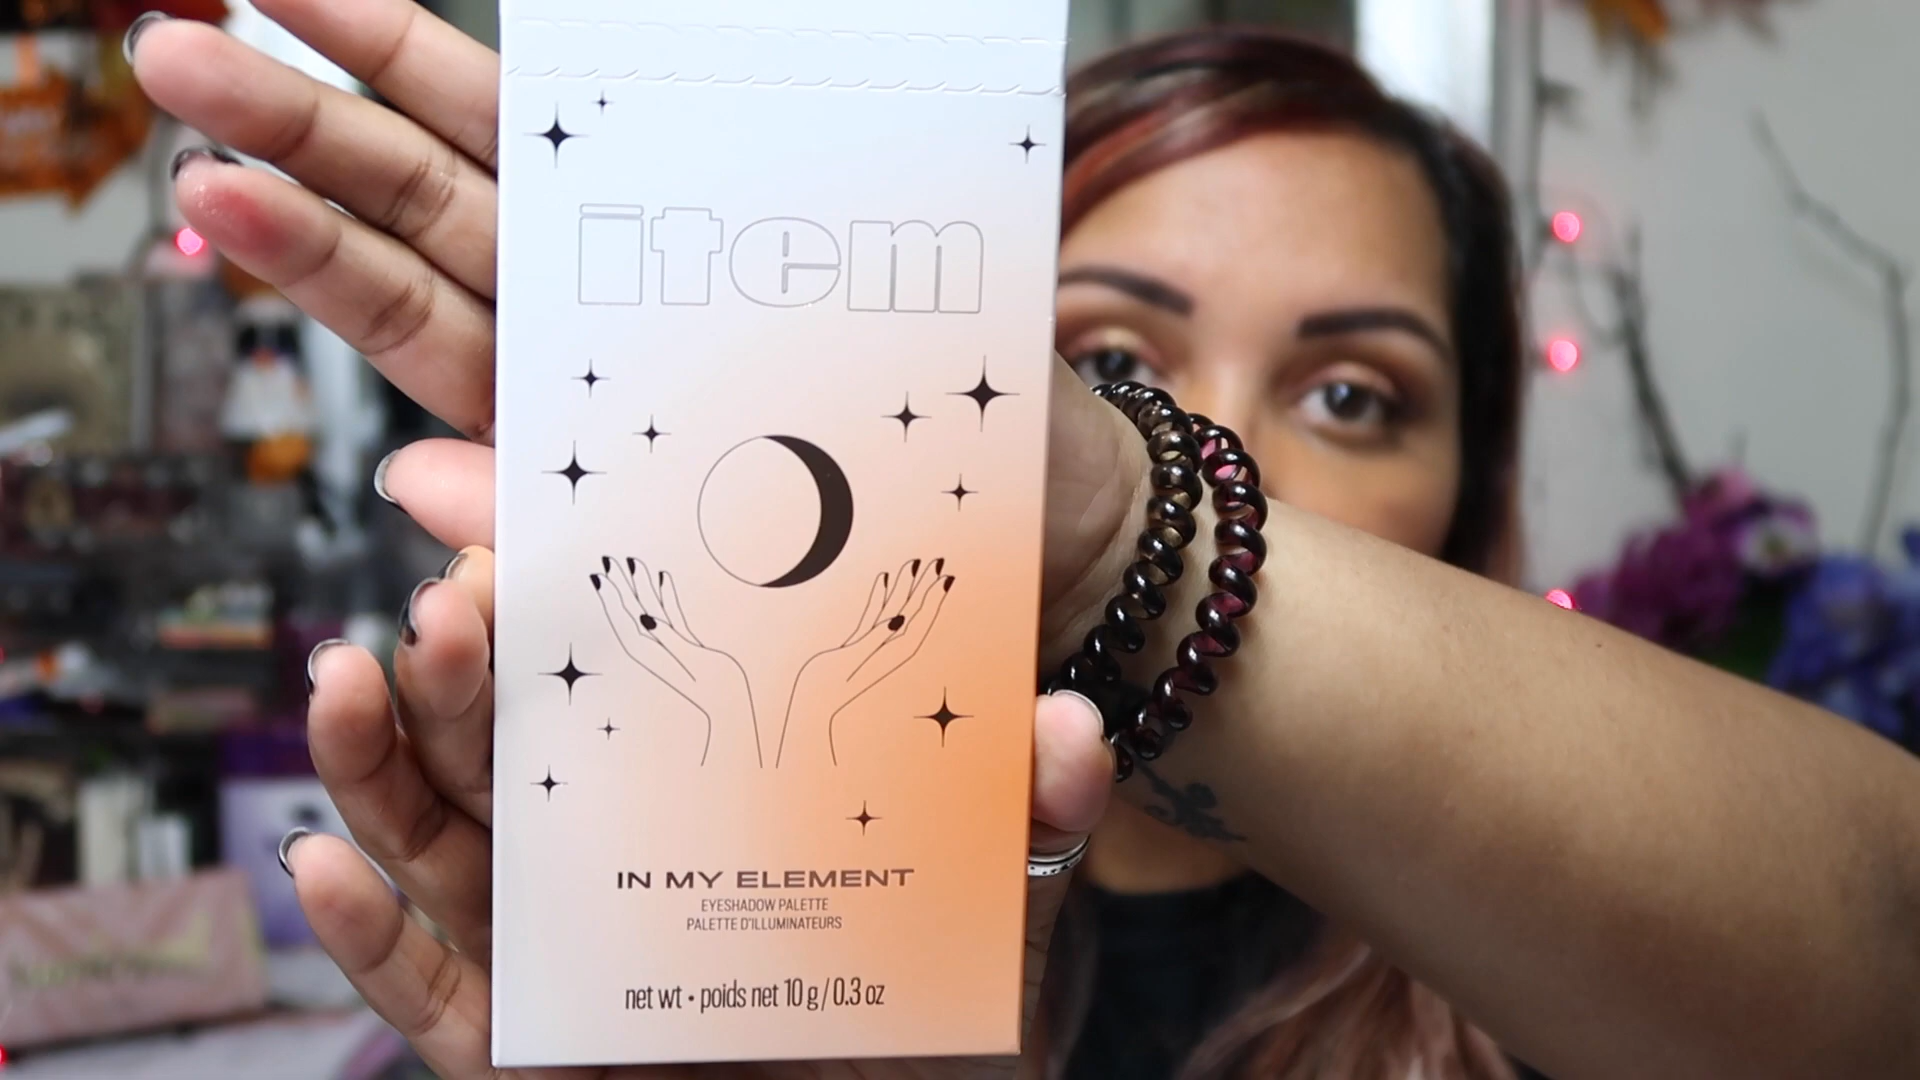 item
IN MY ELEMENT
EYESHADOW PALETTE
PALETTE D'ILLUMINATEURS
net wt • poids net 10 g / 0.3 oz